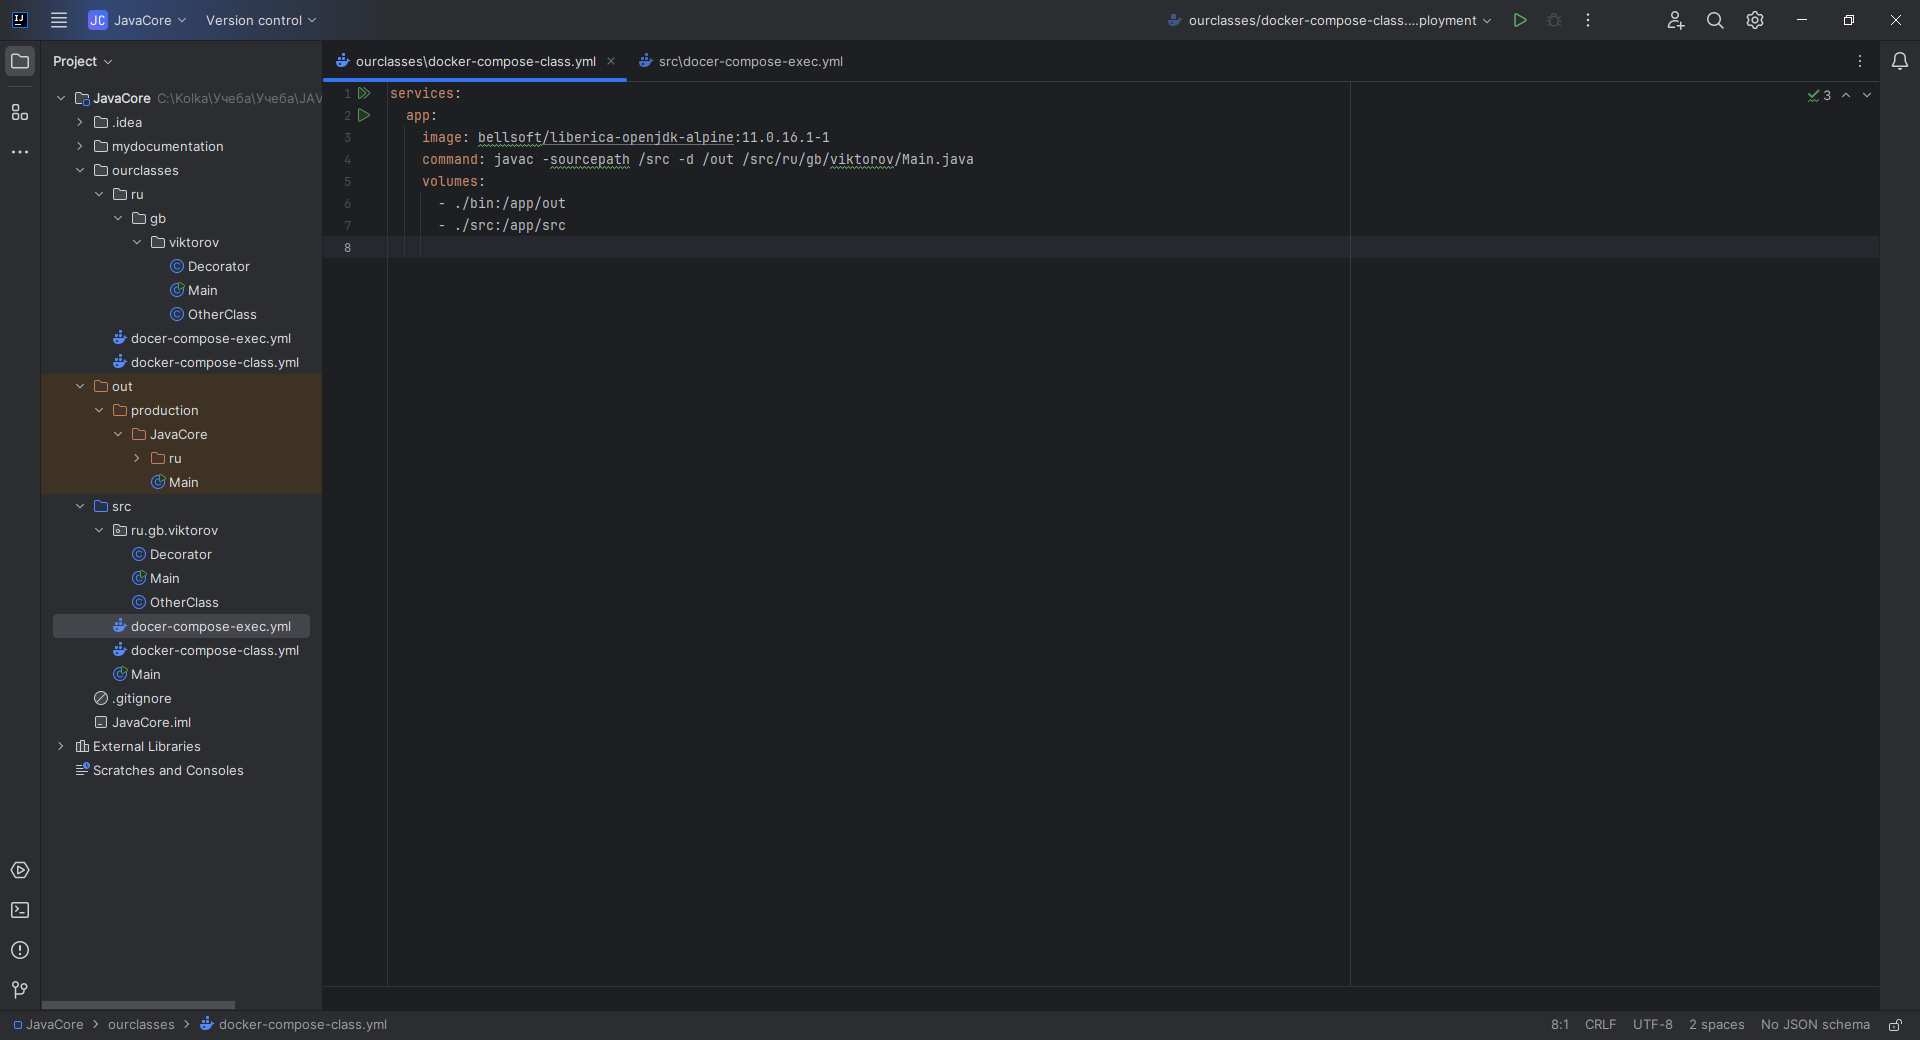 JC JavaCore Version control ourclasses/docker-compose-class....ployment
Project
ourclasses\docker-compose-class.yml
src\docer-compose-exec.yml
JavaCore C:\Kolka\Учеба\Учеба\JAV
.idea
mydocumentation
ourclasses
ru
gb
viktorov
Decorator
Main
OtherClass
docer-compose-exec.yml
docker-compose-class.yml
out
production
JavaCore
ru
Main
src
ru.gb.viktorov
Decorator
Main
OtherClass
docer-compose-exec.yml
docker-compose-class.yml
Main
.gitignore
JavaCore.iml
External Libraries
Scratches and Consoles
1 services:
2 app:
3 image: bellsoft/liberica-openjdk-alpine:11.0.16.1-1
4 command: javac -sourcepath /src -d /out /src/ru/gb/viktorov/Main.java
5 volumes:
6 - ./bin:/app/out
7 - ./src:/app/src
8
3
JavaCore > ourclasses > docker-compose-class.yml
8:1 CRLF UTF-8 2 spaces No JSON schema